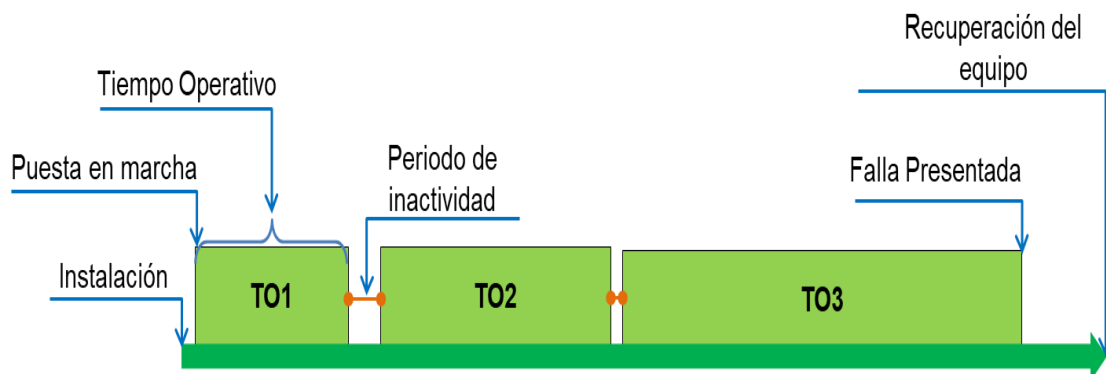 Recuperación del
equipo
Tiempo Operativo
Puesta en marcha
Periodo de
inactividad
Falla Presentada
Instalación
TO1
TO2
TO3